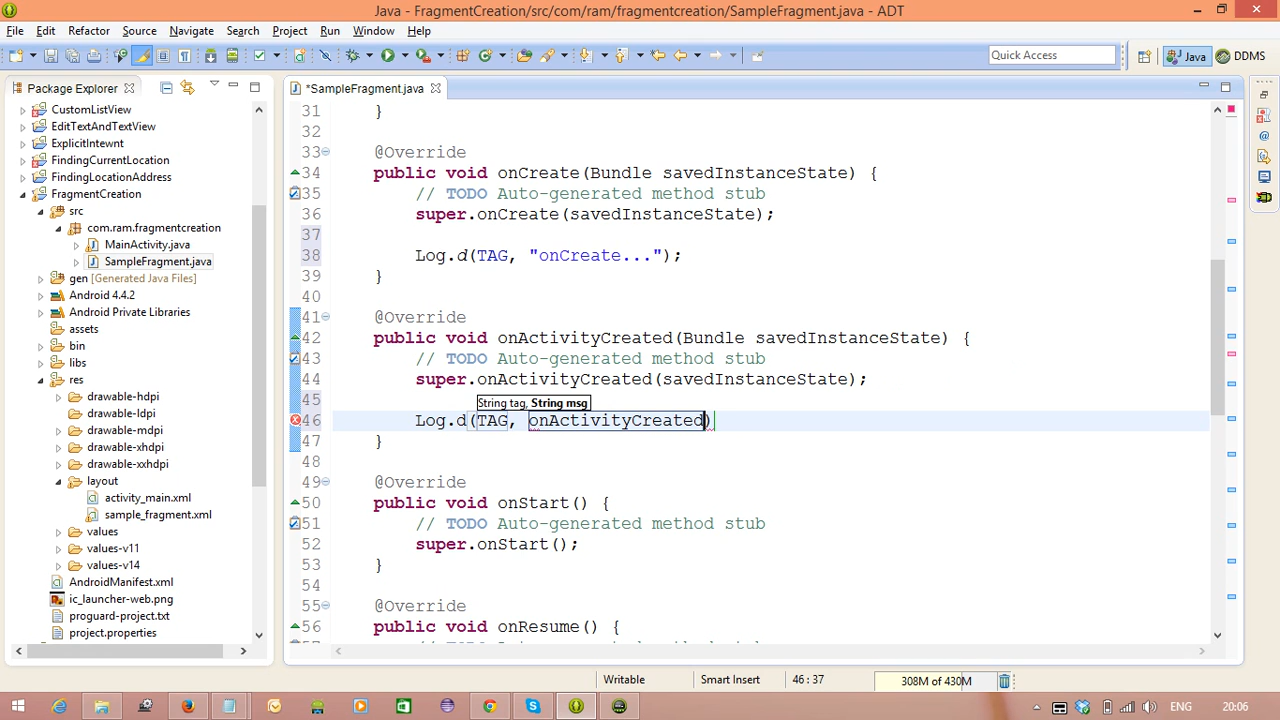 Java - FragmentCreation/src/com/ram/fragmentcreation/SampleFragment.java - ADT
File Edit Refactor Source Navigate Search Project Run Window Help
Quick Access
Java
DDMS
Package Explorer
CustomListView
EditTextAndTextView
ExplicitIntent
FindingCurrentLocation
FindingLocationAddress
FragmentCreation
src
com.ram.fragmentcreation
MainActivity.java
SampleFragment.java
gen [Generated Java Files]
Android 4.4.2
Android Private Libraries
assets
bin
libs
res
drawable-hdpi
drawable-ldpi
drawable-mdpi
drawable-xhdpi
drawable-xxhdpi
layout
activity_main.xml
sample_fragment.xml
values
values-v11
values-v14
AndroidManifest.xml
ic_launcher-web.png
proguard-project.txt
project.properties
*SampleFragment.java
31 }
32
33 @Override
34 public void onCreate(Bundle savedInstanceState) {
35 // TODO Auto-generated method stub
36 super.onCreate(savedInstanceState);
37
38 Log.d(TAG, "onCreate...");
39 }
40
41 @Override
42 public void onActivityCreated(Bundle savedInstanceState) {
43 // TODO Auto-generated method stub
44 super.onActivityCreated(savedInstanceState);
45
String tag, String msg
46 Log.d(TAG, onActivityCreated)
47 }
48
49 @Override
50 public void onStart() {
51 // TODO Auto-generated method stub
52 super.onStart();
53 }
54
55 @Override
56 public void onResume() {
Writable
Smart Insert
46 : 37
308M of 430M
ENG
20:06